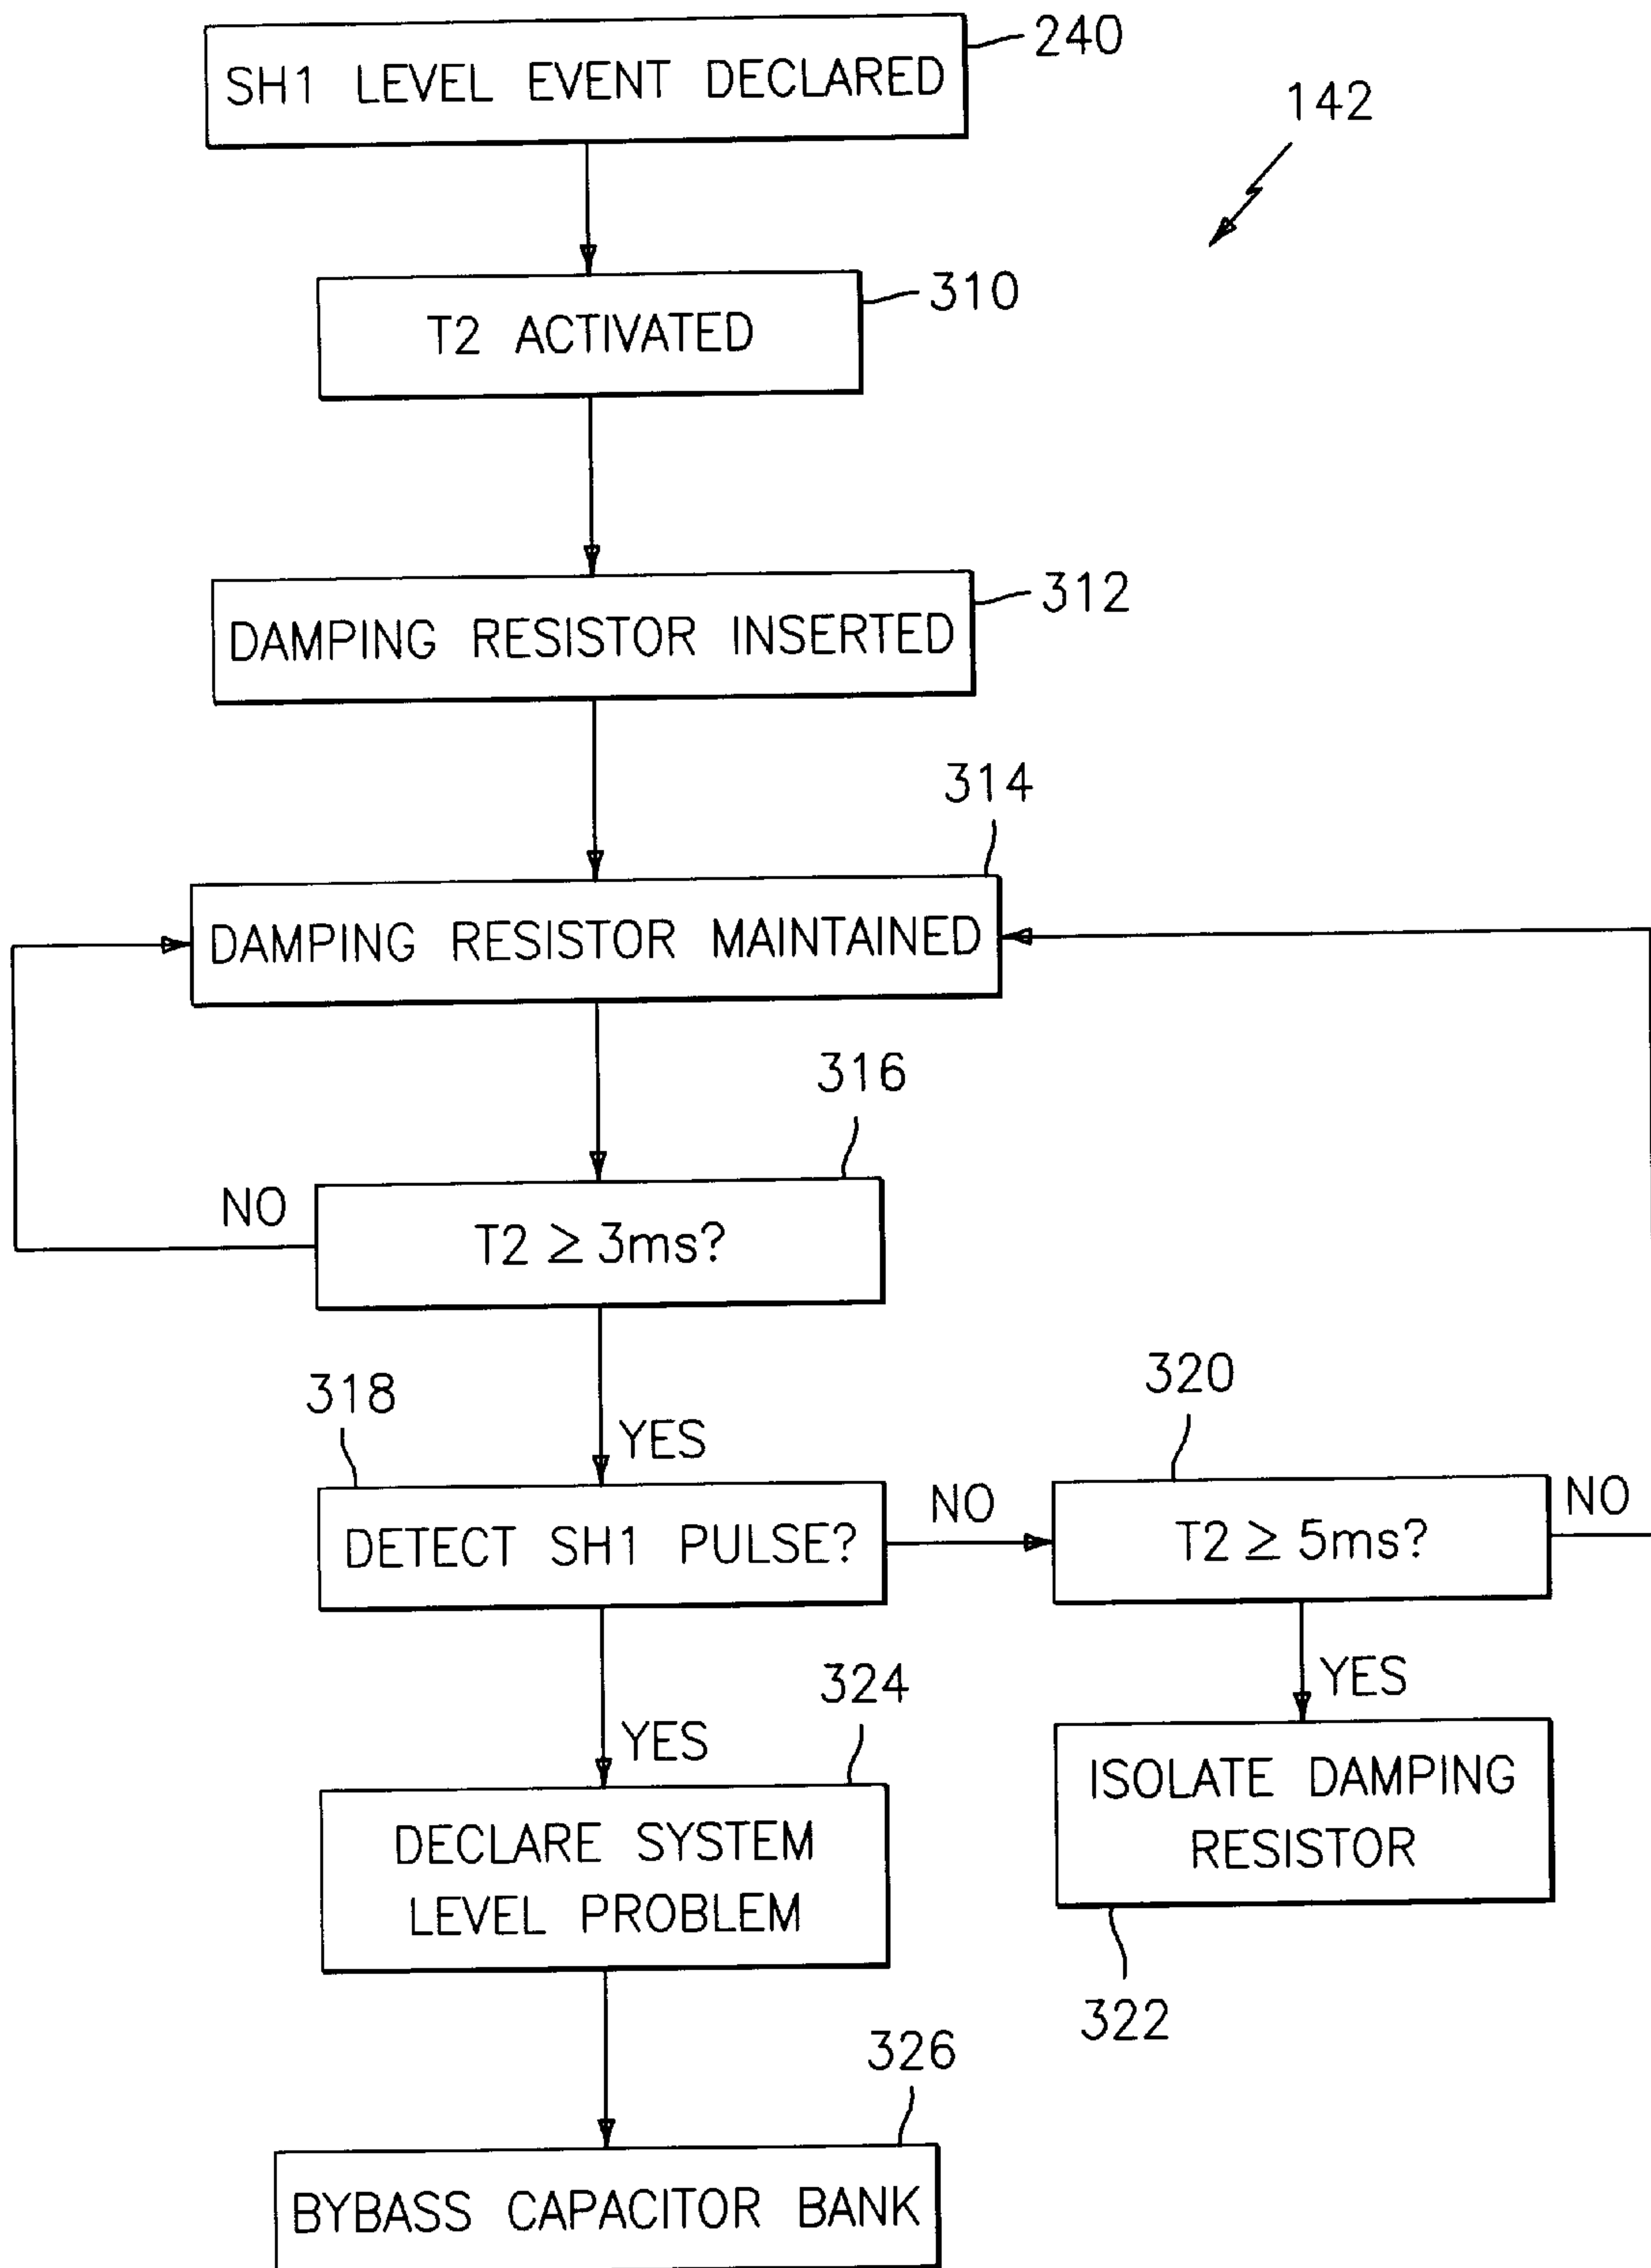 SH1 LEVEL EVENT DECLARED
240
142
T2 ACTIVATED
310
DAMPING RESISTOR INSERTED
312
314
DAMPING RESISTOR MAINTAINED
316
NO
T2 ≥ 3ms?
318
YES
320
DETECT SH1 PULSE?
NO
T2 ≥ 5ms?
NO
324
YES
YES
DECLARE SYSTEM
LEVEL PROBLEM
ISOLATE DAMPING
RESISTOR
322
326
BYBASS CAPACITOR BANK